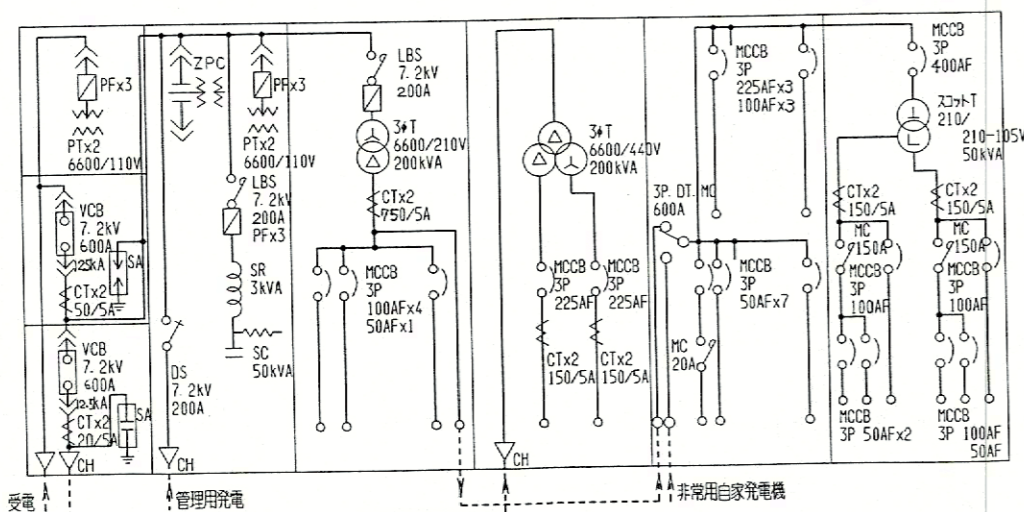 PFx3
PTx2
6600/110V
VCB
7.2kV
600A
12.5kA
SA
CTx2
50/5A
VCB
7.2kV
600A
12.5kA
SA
CTx2
20/5A
CH
受電
ZPC
PFx3
PTx2
6600/110V
LBS
7.2kV
200A
PFx3
SR
3kVA
SC
50kVA
DS
7.2kV
200A
CH
管理用発電
LBS
7.2kV
200A
3φT
6600/210V
200kVA
CTx2
750/5A
MCCB
3P
100AFx4
50AFx1
3φT
6600/440V
200kVA
MCCB
3P
225AF
MCCB
3P
225AF
CTx2
150/5A
CTx2
150/5A
CH
3P.DT.MC
600A
MCCB
3P
225AFx3
100AFx3
MCCB
3P
50AFx7
MC
20A
非常用自家発電機
MCCB
3P
400AF
スコットT
210/
210-105V
50kVA
CTx2
150/5A
MC
150A
MCCB
3P
100AF
MCCB
3P 50AFx2
CTx2
150/5A
MC
150A
MCCB
3P
100AF
MCCB
3P 100AF
50AF